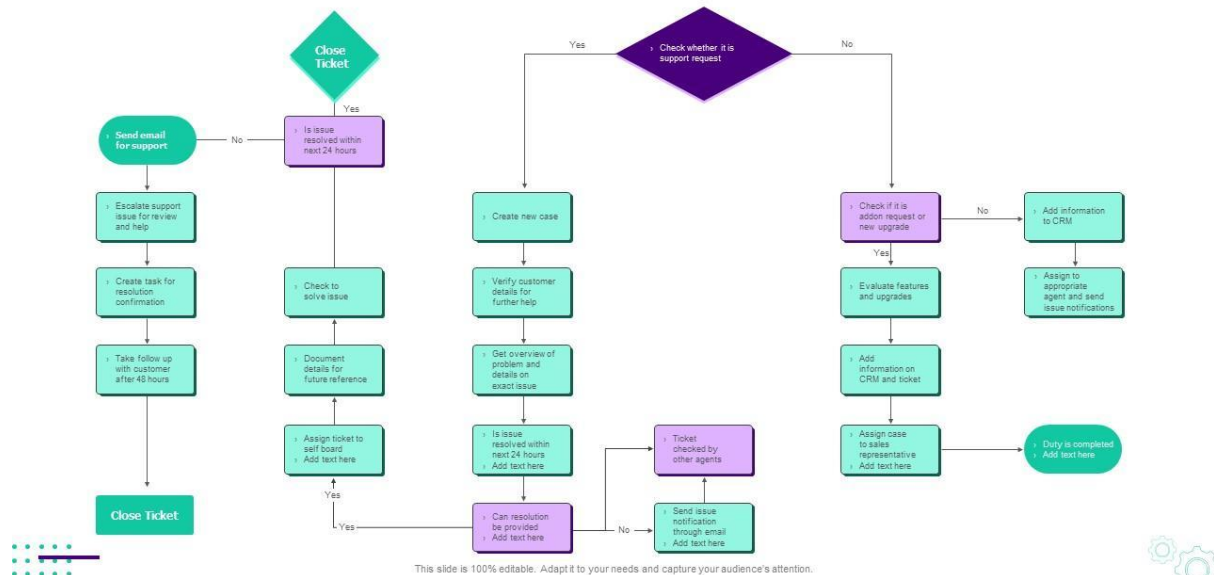 Close
Ticket
Yes
› Is issue
resolved within
next 24 hours
No
› Send email
for support
› Escalate support
issue for review
and help
› Create task for
resolution
confirmation
› Take follow up
with customer
after 48 hours
Close Ticket
› Check to
solve issue
› Document
details for
future reference
› Assign ticket to
self board
› Add text here
Yes
Yes
Yes
› Check whether it is
support request
No
› Create new case
› Verify customer
details for
further help
› Get overview of
problem and
details on
exact issue
› Is issue
resolved within
next 24 hours
› Add text here
› Can resolution
be provided
› Add text here
No
› Ticket
checked by
other agents
› Send issue
notification
through email
› Add text here
› Check if it is
addon request or
new upgrade
No
› Add information
to CRM
› Assign to
appropriate
agent and send
issue notifications
Yes
› Evaluate features
and upgrades
› Add
information on
CRM and ticket
› Assign case
to sales
representative
› Add text here
› Duty is completed
› Add text here
This slide is 100% editable. Adapt it to your needs and capture your audience's attention.